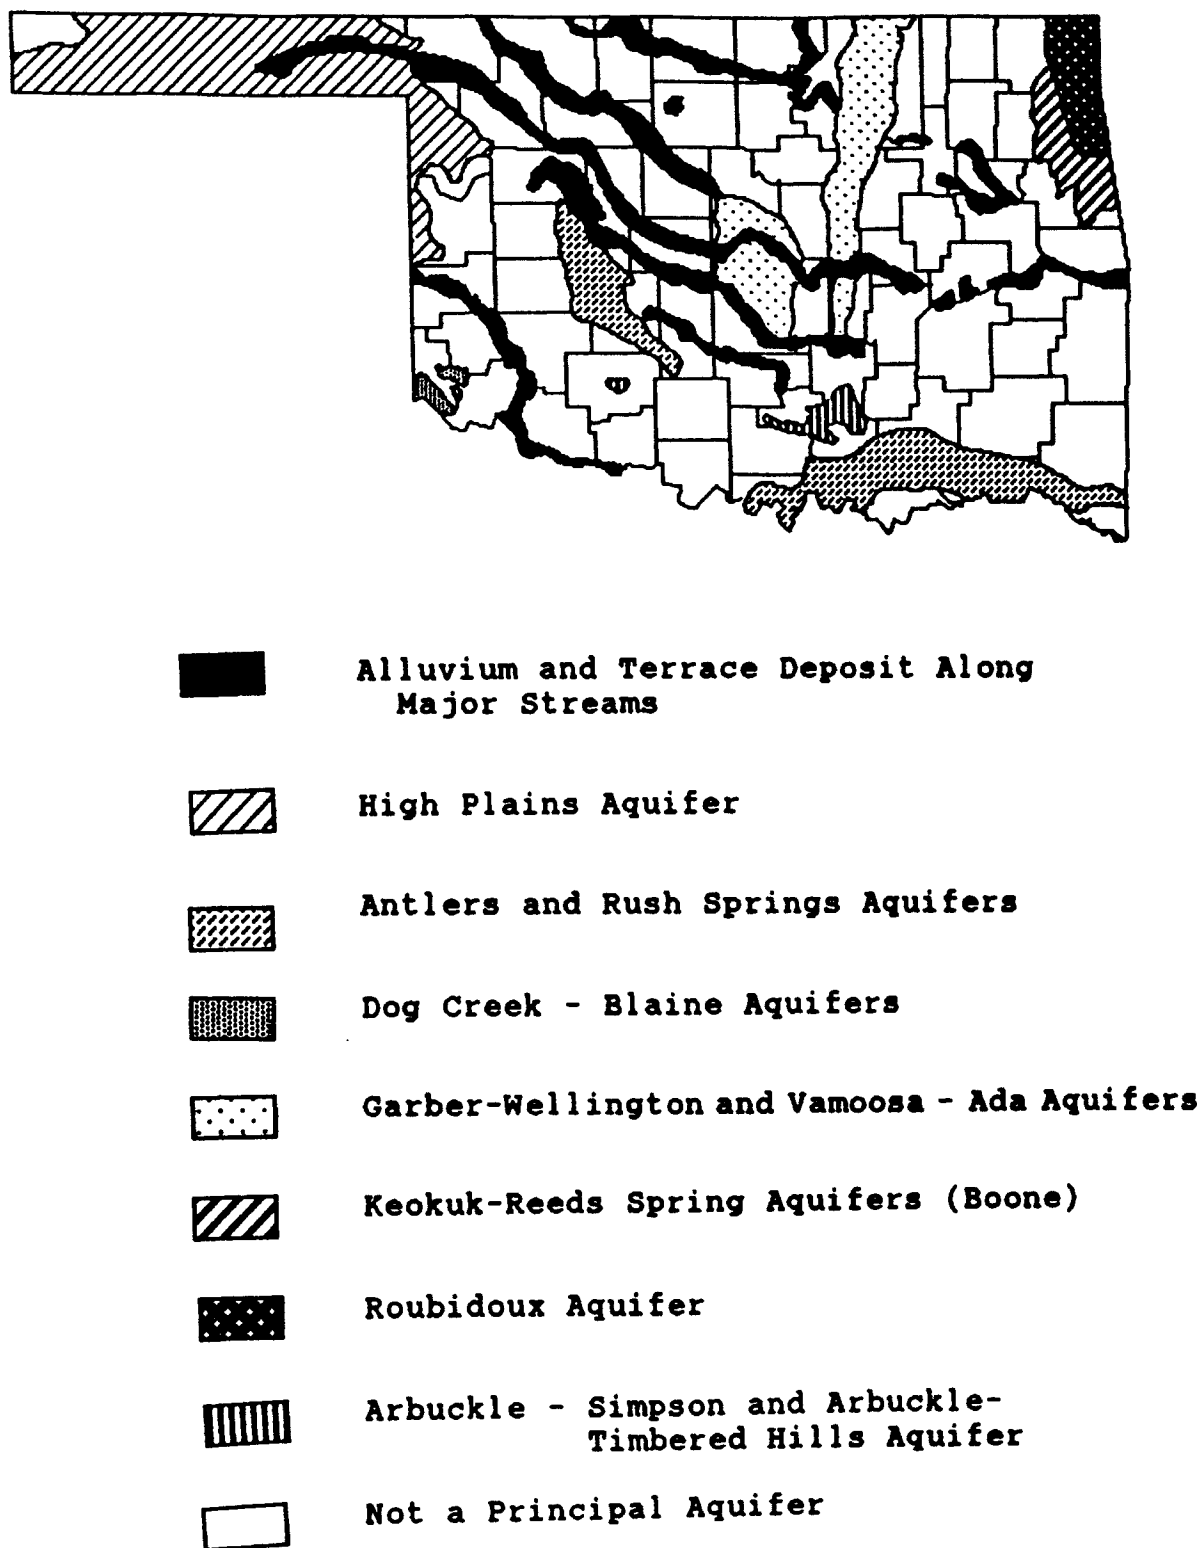 Alluvium and Terrace Deposit Along
Major Streams
High Plains Aquifer
Antlers and Rush Springs Aquifers
Dog Creek - Blaine Aquifers
Garber-Wellington and Vamoosa - Ada Aquifers
Keokuk-Reeds Spring Aquifers (Boone)
Roubidoux Aquifer
Arbuckle - Simpson and Arbuckle-
Timbered Hills Aquifer
Not a Principal Aquifer